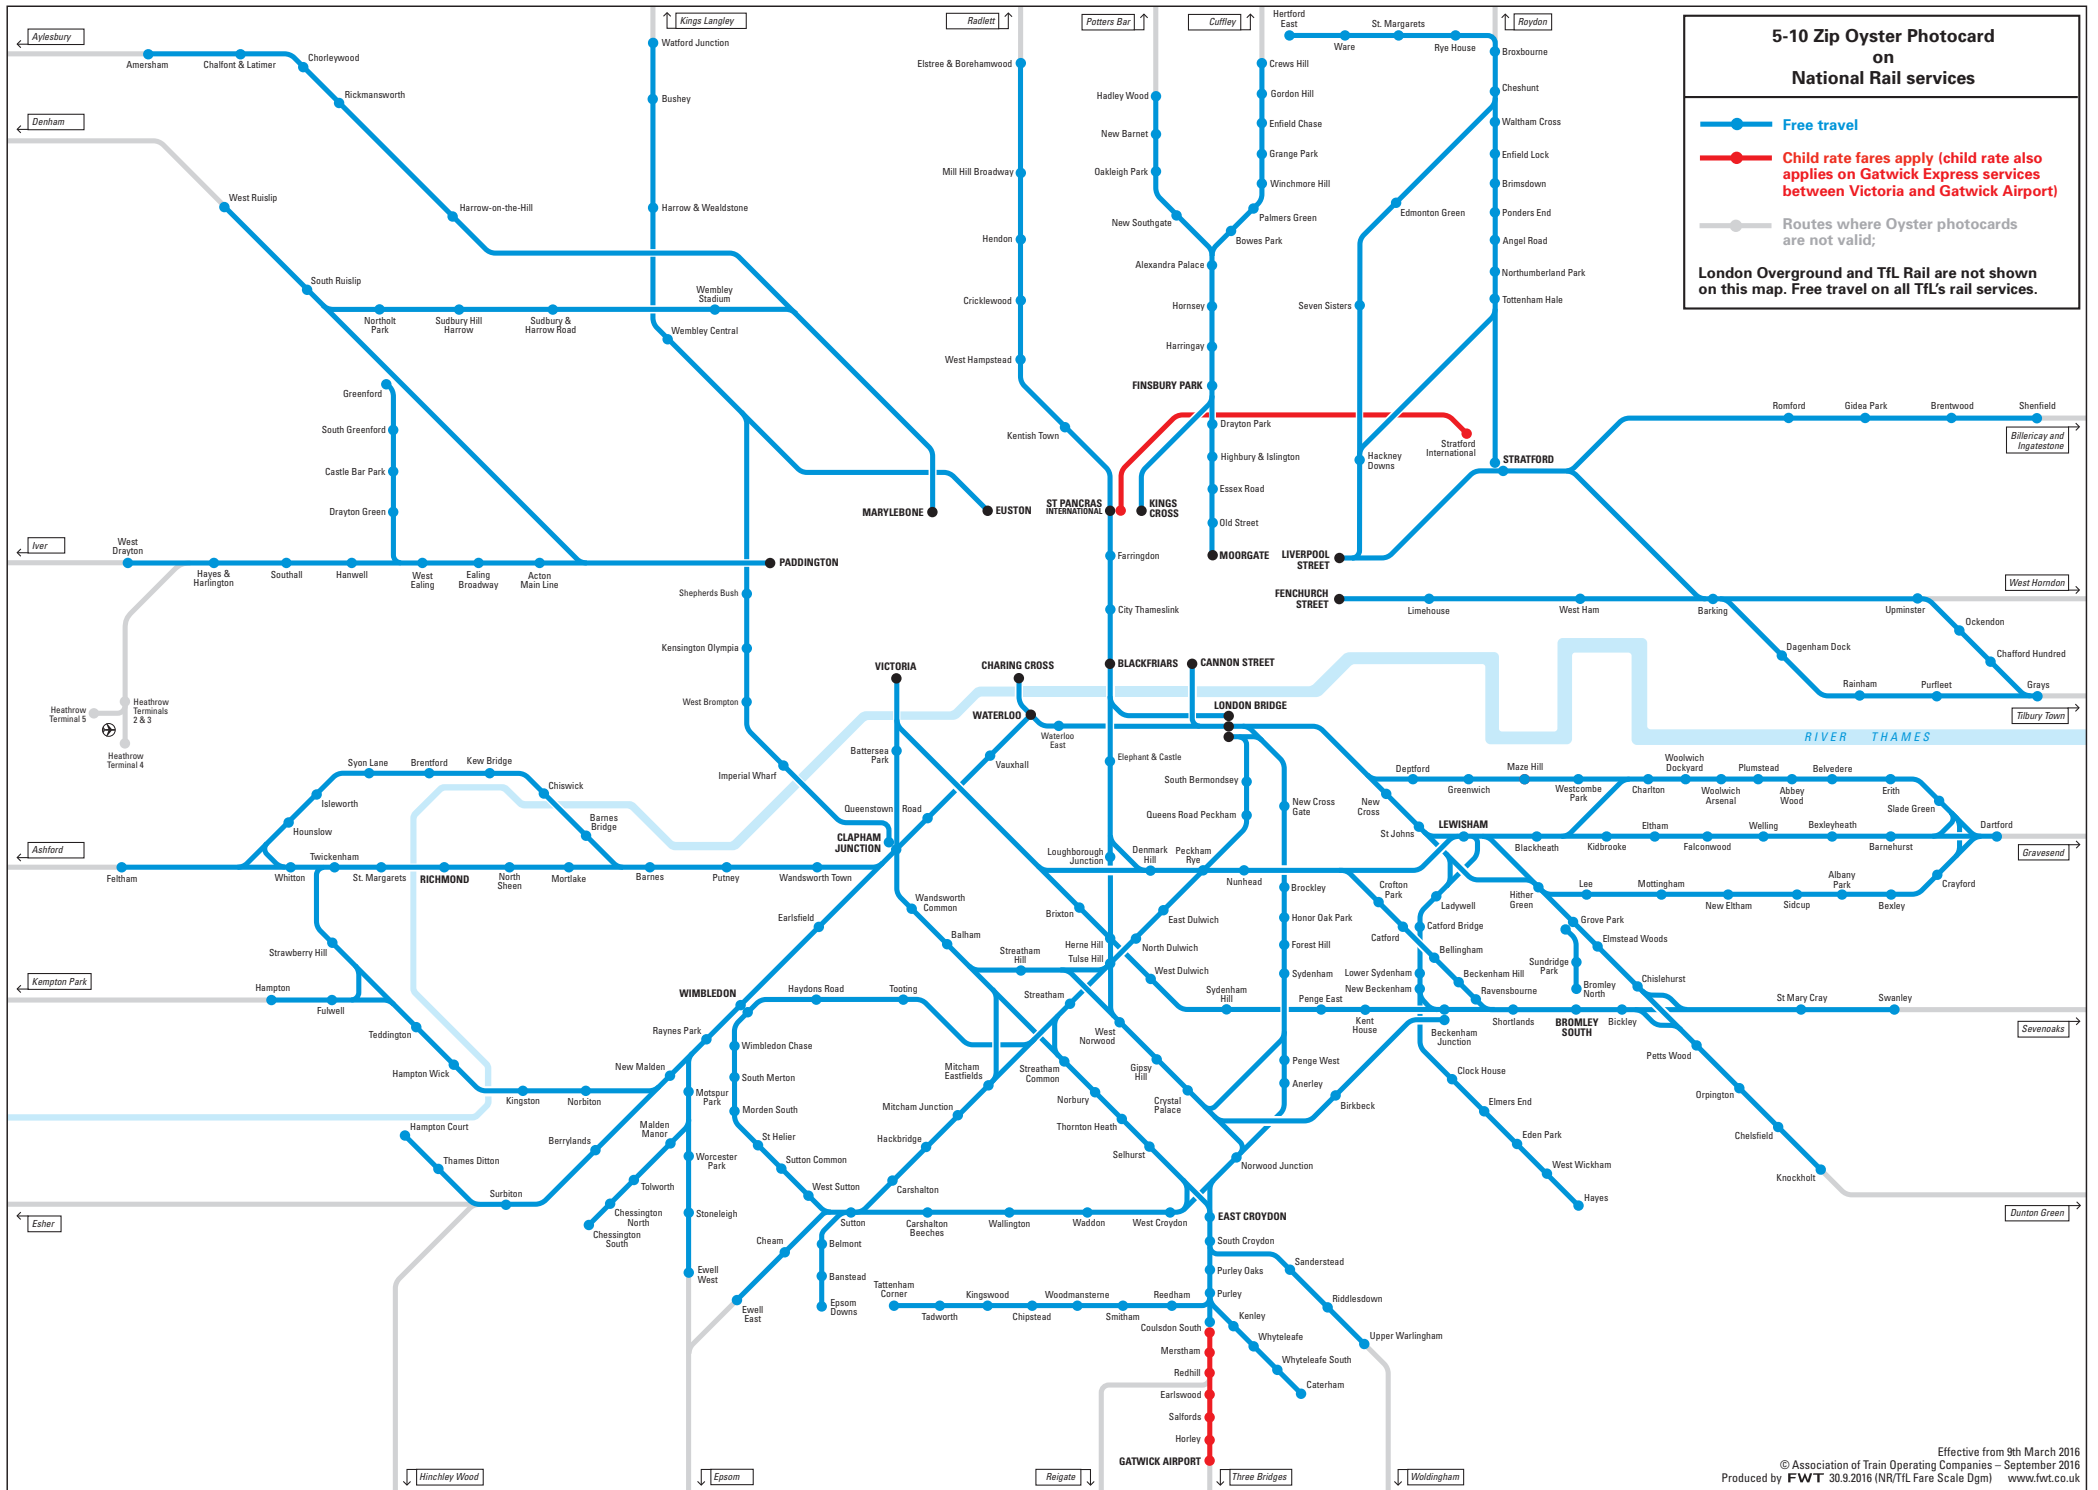 Aylesbury
Kings Langley
Radlett
Potters Bar
Cuffley
Hertford
East
St. Margarets
Roydon
Ware
Rye House
Broxbourne
5-10 Zip Oyster Photocard
on
National Rail services
Free travel
Child rate fares apply (child rate also
applies on Gatwick Express services
between Victoria and Gatwick Airport)
Routes where Oyster photocards
are not valid;
London Overground and TfL Rail are not shown
on this map. Free travel on all TfL's rail services.
Amersham
Chalfont & Latimer
Chorleywood
Rickmansworth
Harrow-on-the-Hill
Denham
West Ruislip
South Ruislip
Northolt
Park
Sudbury Hill
Harrow
Sudbury &
Harrow Road
Wembley
Stadium
Watford Junction
Bushey
Harrow & Wealdstone
Wembley Central
Elstree & Borehamwood
Mill Hill Broadway
Hendon
Cricklewood
West Hampstead
Kentish Town
Hadley Wood
New Barnet
Oakleigh Park
New Southgate
Crews Hill
Gordon Hill
Enfield Chase
Grange Park
Winchmore Hill
Palmers Green
Bowes Park
Alexandra Palace
Hornsey
Harringay
FINSBURY PARK
Drayton Park
Highbury & Islington
Essex Road
Old Street
MOORGATE
Cheshunt
Waltham Cross
Enfield Lock
Brimsdown
Ponders End
Angel Road
Northumberland Park
Tottenham Hale
Edmonton Green
Seven Sisters
Hackney
Downs
Stratford
International
STRATFORD
Romford
Gidea Park
Brentwood
Shenfield
Billericay and
Ingatestone
Greenford
South Greenford
Castle Bar Park
Drayton Green
MARYLEBONE
EUSTON
ST PANCRAS
INTERNATIONAL
KINGS
CROSS
LIVERPOOL
STREET
Iver
West
Drayton
Hayes &
Harlington
Southall
Hanwell
West
Ealing
Ealing
Broadway
Acton
Main Line
PADDINGTON
Heathrow
Terminal 5
Heathrow
Terminals
2 & 3
Heathrow
Terminal 4
Shepherds Bush
Kensington Olympia
West Brompton
Imperial Wharf
Farringdon
City Thameslink
BLACKFRIARS
CANNON STREET
FENCHURCH
STREET
Limehouse
West Ham
Barking
Upminster
West Horndon
Ockendon
Chafford Hundred
Dagenham Dock
Rainham
Purfleet
Grays
Tilbury Town
RIVER THAMES
VICTORIA
CHARING CROSS
WATERLOO
Waterloo
East
LONDON BRIDGE
Battersea
Park
Vauxhall
Queenstown Road
CLAPHAM
JUNCTION
Elephant & Castle
South Bermondsey
Queens Road Peckham
New Cross
Gate
Loughborough
Junction
Denmark
Hill
Peckham
Rye
Nunhead
Deptford
Greenwich
Maze Hill
Westcombe
Park
Charlton
Woolwich
Dockyard
Woolwich
Arsenal
Plumstead
Abbey
Wood
Belvedere
Erith
Slade Green
Dartford
Gravesend
New
Cross
St Johns
LEWISHAM
Blackheath
Kidbrooke
Eltham
Falconwood
Welling
Bexleyheath
Barnehurst
Crayford
Hither
Green
Lee
Mottingham
New Eltham
Sidcup
Albany
Park
Bexley
Syon Lane
Brentford
Kew Bridge
Chiswick
Barnes
Bridge
Isleworth
Hounslow
Ashford
Feltham
Whitton
Twickenham
St. Margarets
RICHMOND
North
Sheen
Mortlake
Barnes
Putney
Wandsworth Town
Strawberry Hill
Kempton Park
Hampton
Fulwell
Teddington
Hampton Wick
Kingston
Norbiton
Earlsfield
WIMBLEDON
Raynes Park
New Malden
Haydons Road
Tooting
Wimbledon Chase
South Merton
Morden South
St Helier
Sutton Common
West Sutton
Wandsworth
Common
Balham
Streatham
Hill
Brixton
Herne Hill
Tulse Hill
East Dulwich
North Dulwich
West Dulwich
Sydenham
Hill
Penge East
Kent
House
Beckenham
Junction
Shortlands
BROMLEY
SOUTH
Bickley
St Mary Cray
Swanley
Sevenoaks
Brockley
Honor Oak Park
Forest Hill
Sydenham
Penge West
Anerley
Crofton
Park
Catford
Bellingham
Beckenham Hill
Ravensbourne
Ladywell
Catford Bridge
Lower Sydenham
New Beckenham
Clock House
Elmers End
Eden Park
West Wickham
Hayes
Grove Park
Elmstead Woods
Sundridge
Park
Bromley
North
Chislehurst
Petts Wood
Orpington
Chelsfield
Knockholt
Dunton Green
Streatham
West
Norwood
Gipsy
Hill
Crystal
Palace
Birkbeck
Streatham
Common
Norbury
Thornton Heath
Selhurst
Norwood Junction
Mitcham
Eastfields
Mitcham Junction
Hackbridge
Carshalton
Motspur
Park
Malden
Manor
Tolworth
Chessington
North
Chessington
South
Worcester
Park
Stoneleigh
Ewell
West
Hampton Court
Thames Ditton
Surbiton
Berrylands
Esher
Sutton
Carshalton
Beeches
Wallington
Waddon
West Croydon
EAST CROYDON
Cheam
Ewell
East
Belmont
Banstead
Epsom
Downs
South Croydon
Purley Oaks
Purley
Sanderstead
Riddlesdown
Upper Warlingham
Tattenham
Corner
Tadworth
Kingswood
Chipstead
Woodmansterne
Smitham
Reedham
Kenley
Whyteleafe
Whyteleafe South
Caterham
Coulsdon South
Merstham
Redhill
Earlswood
Salfords
Horley
GATWICK AIRPORT
Hinchley Wood
Epsom
Reigate
Three Bridges
Woldingham
Effective from 9th March 2016
© Association of Train Operating Companies – September 2016
Produced by FWT 30.9.2016 (NR/TfL Fare Scale Dgm) www.fwt.co.uk